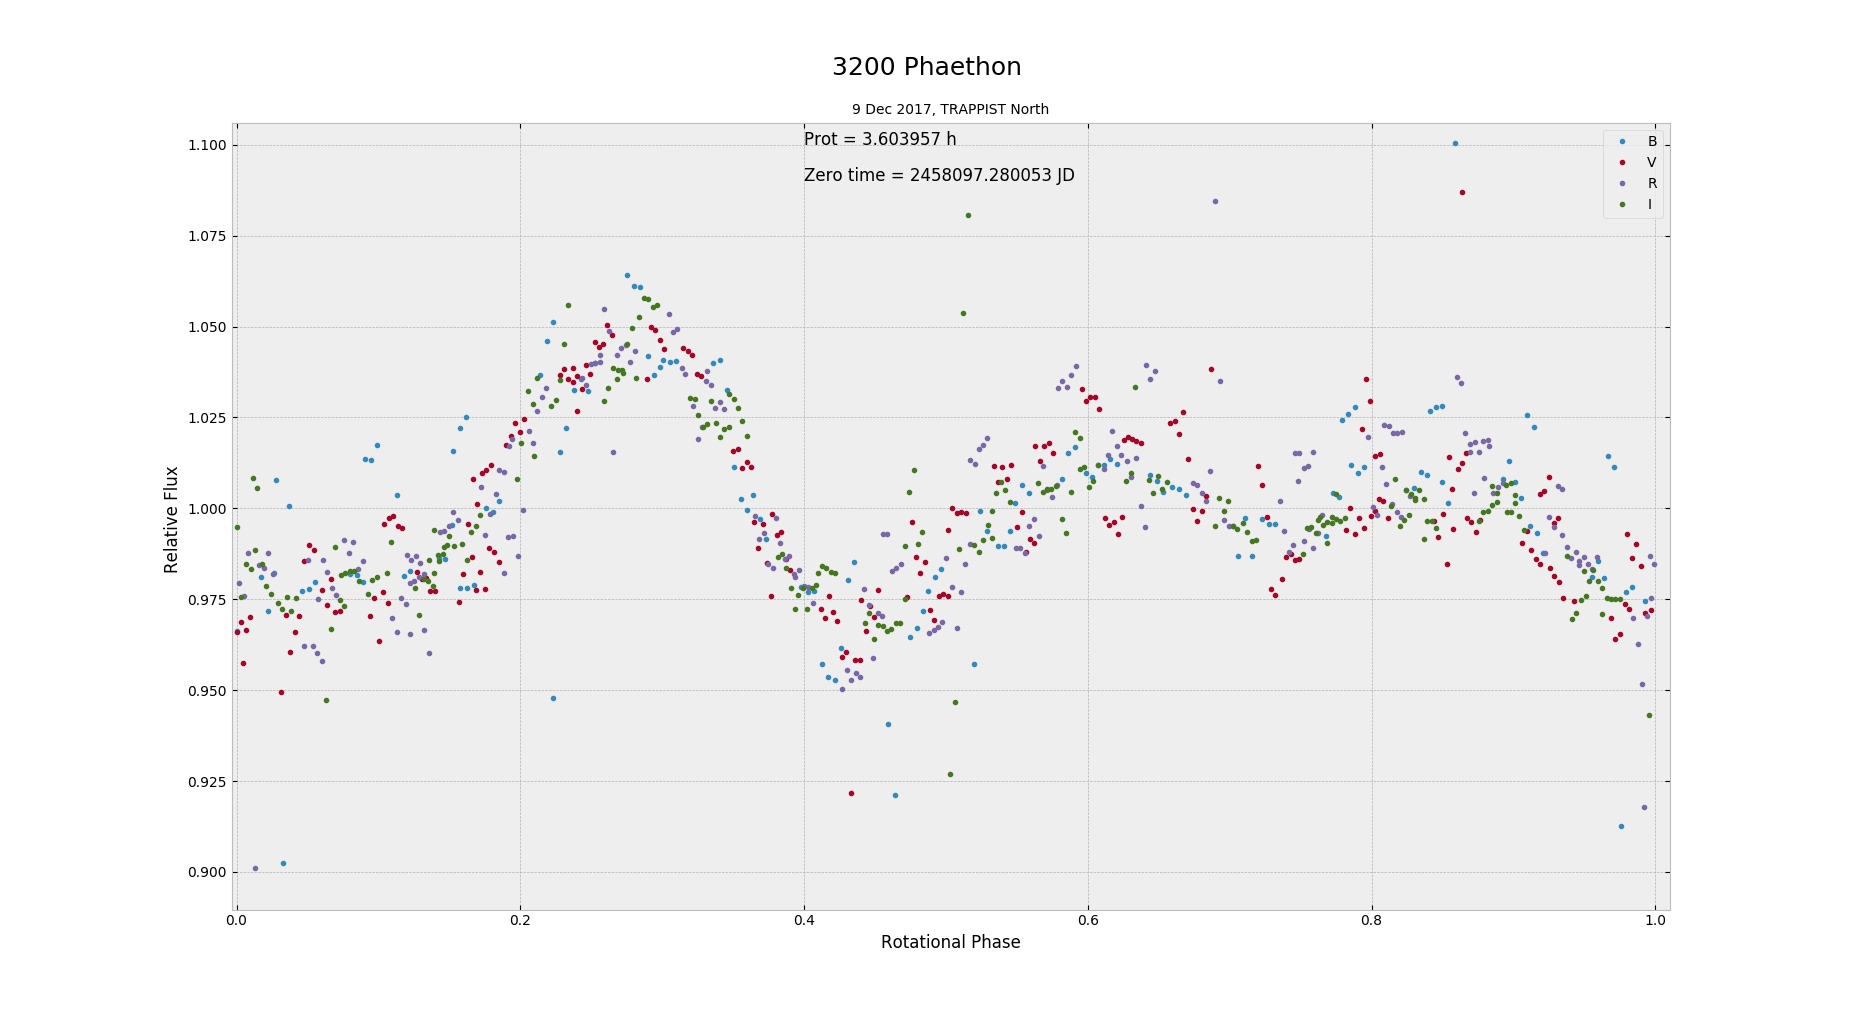 3200 Phaethon
9 Dec 2017, TRAPPIST North
Prot = 3.603957 h
Zero time = 2458097.280053 JD
B
V
R
I
1.100
1.075
1.050
1.025
1.000
0.975
0.950
0.925
0.900
Relative Flux
0.0 0.2 0.4 0.6 0.8 1.0
Rotational Phase